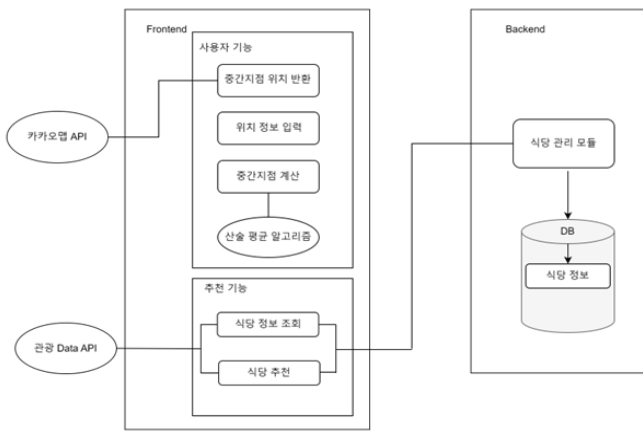 Frontend
사용자 기능
중간지점 위치 반환
위치 정보 입력
중간지점 계산
산술 평균 알고리즘
카카오맵 API
추천 기능
식당 정보 조회
식당 추천
관광 Data API
Backend
식당 관리 모듈
DB
식당 정보